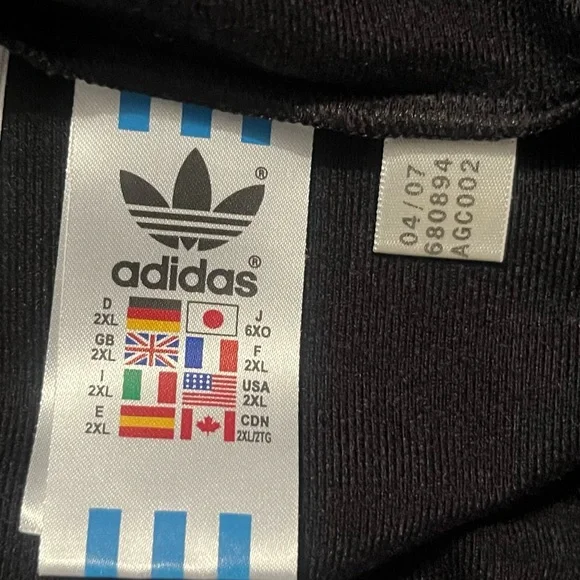 ®
adidas®
D
2XL
J
6XO
GB
2XL
F
2XL
I
2XL
USA
2XL
E
2XL
CDN
2XL/2TG
04/07
680894
AGC002